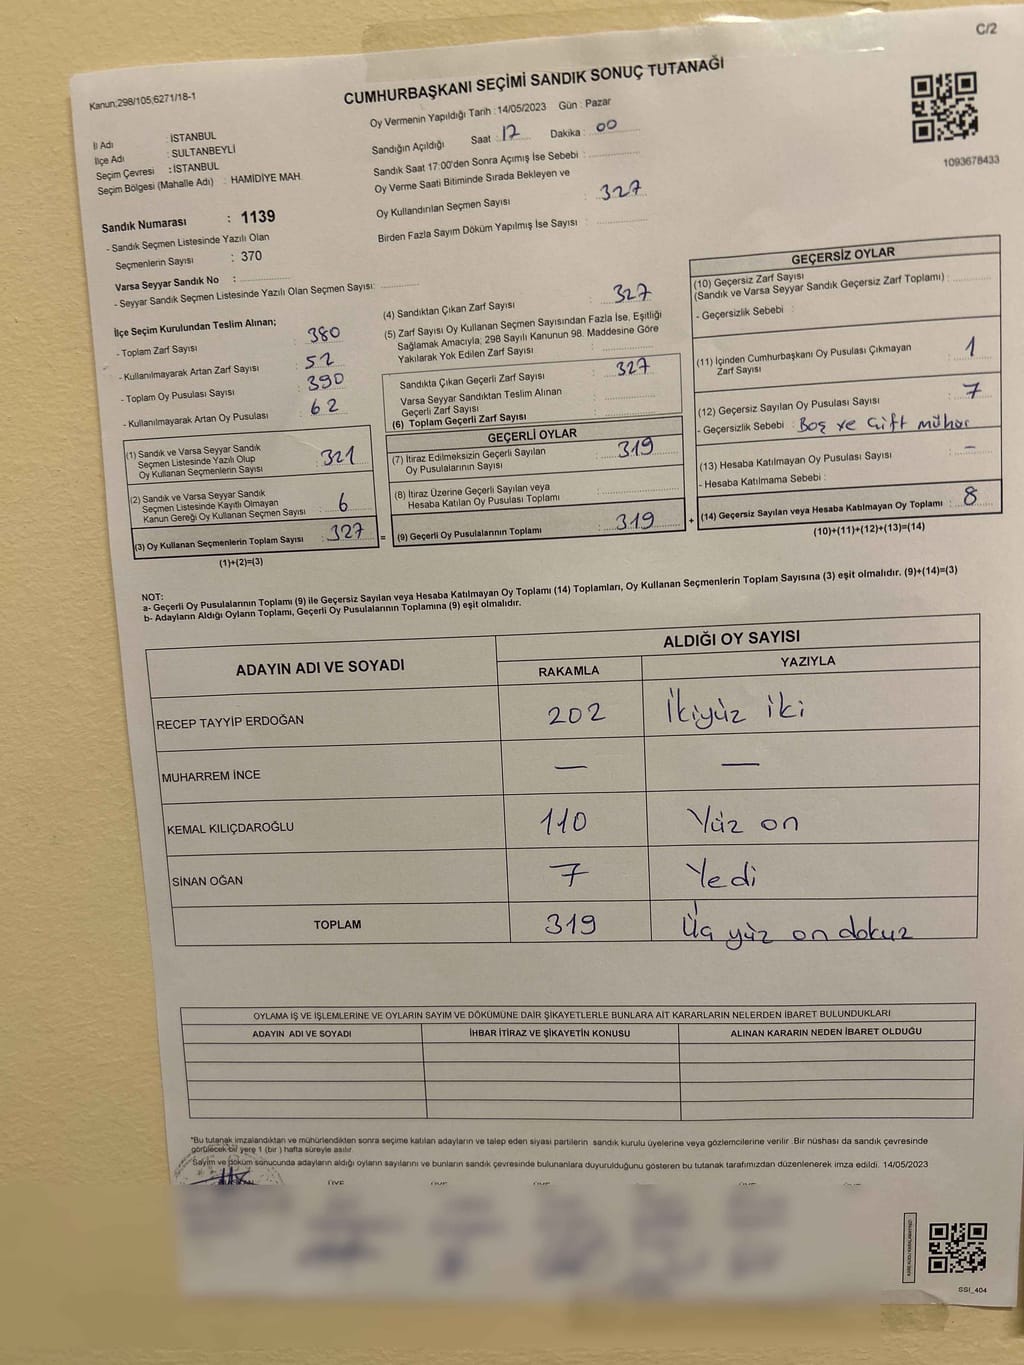 C/2
Kanun;298/105;6271/18-1
CUMHURBAŞKANI SEÇİMİ SANDIK SONUÇ TUTANAĞI
Oy Vermenin Yapıldığı Tarih : 14/05/2023 Gün : Pazar
İl Adı : İSTANBUL
İlçe Adı : SULTANBEYLİ
Seçim Çevresi : İSTANBUL
Seçim Bölgesi (Mahalle Adı) : HAMİDİYE MAH.
Sandık Numarası : 1139
- Sandık Seçmen Listesinde Yazılı Olan
Seçmenlerin Sayısı : 370
Varsa Seyyar Sandık No :
- Seyyar Sandık Seçmen Listesinde Yazılı Olan Seçmen Sayısı:
Sandığın Açıldığı Saat : 17 Dakika : 00
Sandık Saat 17:00'den Sonra Açımış İse Sebebi :
Oy Verme Saati Bitiminde Sırada Bekleyen ve
Oy Kullandırılan Seçmen Sayısı : 327
Birden Fazla Sayım Döküm Yapılmış İse Sayısı :
1093678433
İlçe Seçim Kurulundan Teslim Alınan;
- Toplam Zarf Sayısı : 380
- Kullanılmayarak Artan Zarf Sayısı : 52
- Toplam Oy Pusulası Sayısı : 390
- Kullanılmayarak Artan Oy Pusulası : 62
(1) Sandık ve Varsa Seyyar Sandık
Seçmen Listesinde Yazılı Olup
Oy Kullanan Seçmenlerin Sayısı : 321
(2) Sandık ve Varsa Seyyar Sandık
Seçmen Listesinde Kayıtlı Olmayan
Kanun Gereği Oy Kullanan Seçmen Sayısı : 6
(3) Oy Kullanan Seçmenlerin Toplam Sayısı : 327
(1)+(2)=(3)
=
(4) Sandıktan Çıkan Zarf Sayısı : 327
(5) Zarf Sayısı Oy Kullanan Seçmen Sayısından Fazla İse, Eşitliği
Sağlamak Amacıyla; 298 Sayılı Kanunun 98. Maddesine Göre
Yakılarak Yok Edilen Zarf Sayısı :
Sandıkta Çıkan Geçerli Zarf Sayısı : 327
Varsa Seyyar Sandıktan Teslim Alınan
Geçerli Zarf Sayısı :
(6) Toplam Geçerli Zarf Sayısı :
GEÇERLİ OYLAR
(7) İtiraz Edilmeksizin Geçerli Sayılan
Oy Pusulalarının Sayısı : 319
(8) İtiraz Üzerine Geçerli Sayılan veya
Hesaba Katılan Oy Pusulası Toplamı :
(9) Geçerli Oy Pusulalarının Toplamı : 319
+
GEÇERSİZ OYLAR
(10) Geçersiz Zarf Sayısı
(Sandık ve Varsa Seyyar Sandık Geçersiz Zarf Toplamı) :
- Geçersizlik Sebebi :
(11) İçinden Cumhurbaşkanı Oy Pusulası Çıkmayan
Zarf Sayısı : 1
(12) Geçersiz Sayılan Oy Pusulası Sayısı : 7
- Geçersizlik Sebebi : Boş ve Çift mühür
(13) Hesaba Katılmayan Oy Pusulası Sayısı : –
- Hesaba Katılmama Sebebi :
(14) Geçersiz Sayılan veya Hesaba Katılmayan Oy Toplamı : 8
(10)+(11)+(12)+(13)=(14)
NOT:
a- Geçerli Oy Pusulalarının Toplamı (9) ile Geçersiz Sayılan veya Hesaba Katılmayan Oy Toplamı (14) Toplamları, Oy Kullanan Seçmenlerin Toplam Sayısına (3) eşit olmalıdır. (9)+(14)=(3)
b- Adayların Aldığı Oyların Toplamı, Geçerli Oy Pusulalarının Toplamına (9) eşit olmalıdır.
ADAYIN ADI VE SOYADI
ALDIĞI OY SAYISI
RAKAMLA YAZIYLA
RECEP TAYYİP ERDOĞAN 202 İkiyüz iki
MUHARREM İNCE — —
KEMAL KILIÇDAROĞLU 110 Yüz on
SİNAN OĞAN 7 Yedi
TOPLAM 319 Üç yüz on dokuz
OYLAMA İŞ VE İŞLEMLERİNE VE OYLARIN SAYIM VE DÖKÜMÜNE DAİR ŞİKAYETLERLE BUNLARA AİT KARARLARIN NELERDEN İBARET BULUNDUKLARI
ADAYIN ADI VE SOYADI İHBAR İTİRAZ VE ŞİKAYETİN KONUSU ALINAN KARARIN NEDEN İBARET OLDUĞU
*Bu tutanak imzalandıktan ve mühürlendikten sonra seçime katılan adayların ve talep eden siyasi partilerin sandık kurulu üyelerine veya gözlemcilerine verilir .Bir nüshası da sandık çevresinde
görülecek bir yere 1 (bir ) hafta süreyle asılır.
*Sayım ve döküm sonucunda adayların aldığı oyların sayılarını ve bunların sandık çevresinde bulunanlara duyurulduğunu gösteren bu tutanak tarafımızdan düzenlenerek imza edildi. 14/05/2023
SSI_404